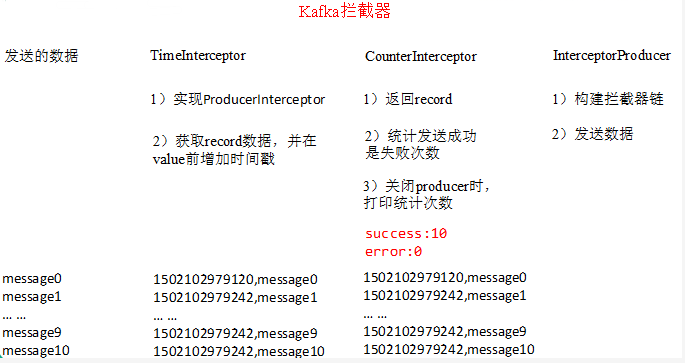 Kafka拦截器
发送的数据
TimeInterceptor
CounterInterceptor
InterceptorProducer
1）实现ProducerInterceptor
2）获取record数据，并在
value前增加时间戳
1）返回record
2）统计发送成功
是失败次数
3）关闭producer时，
打印统计次数
success:10
error:0
1）构建拦截器链
2）发送数据
message0
message1
… …
message9
message10
1502102979120,message0
1502102979242,message1
… …
1502102979242,message9
1502102979242,message10
1502102979120,message0
1502102979242,message1
… …
1502102979242,message9
1502102979242,message10